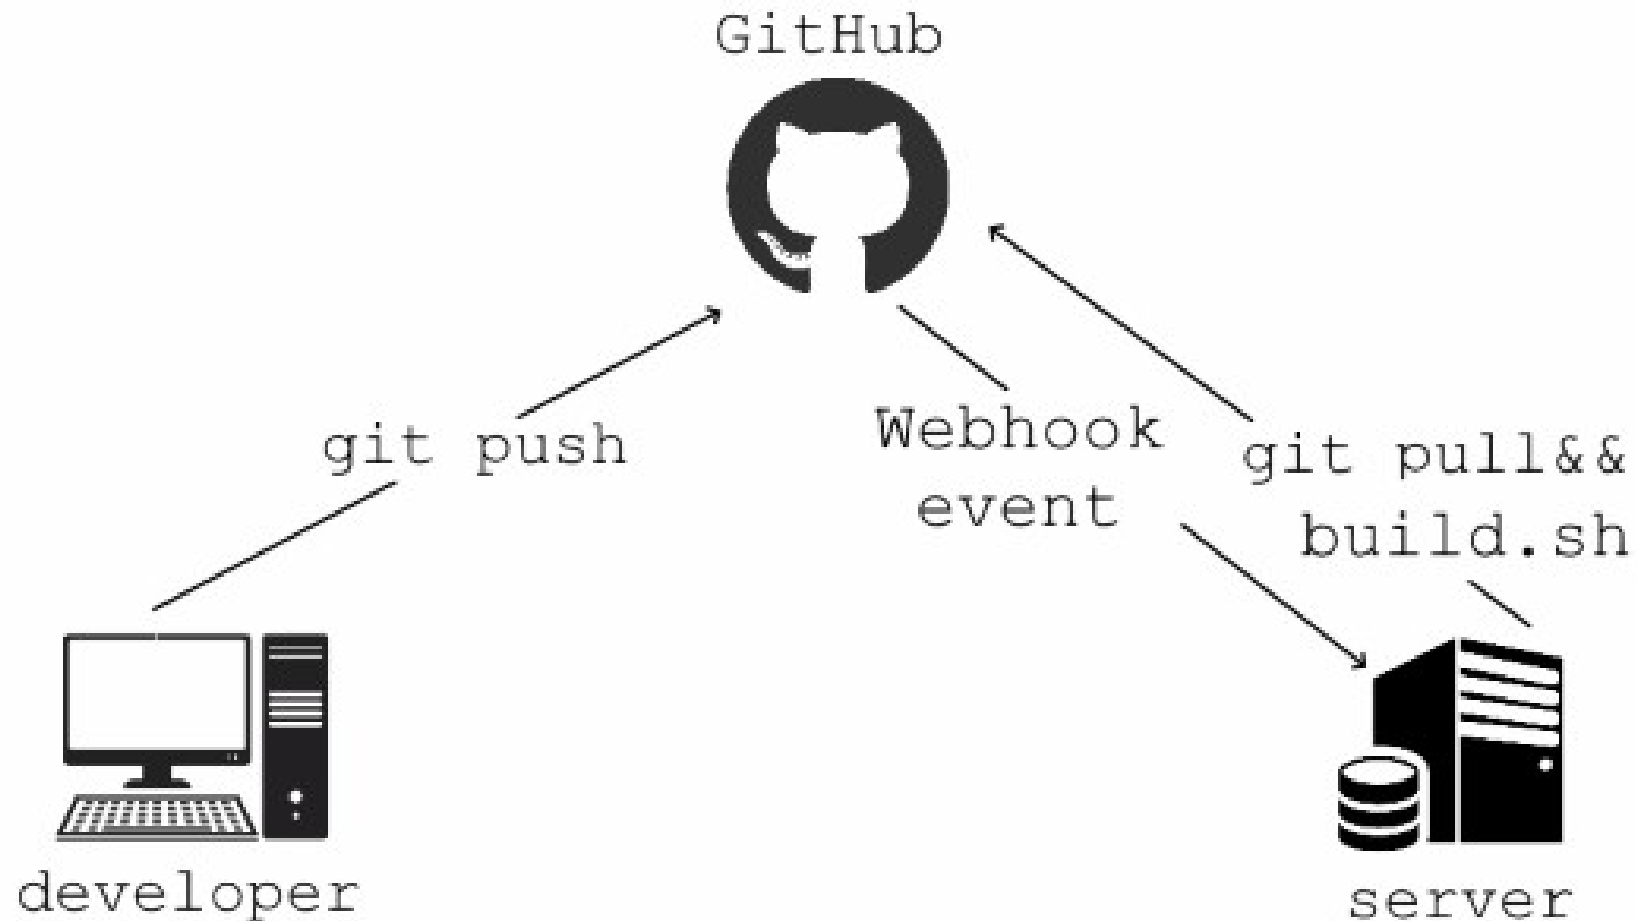 GitHub
git push
Webhook
event
git pull&&
build.sh
developer
server